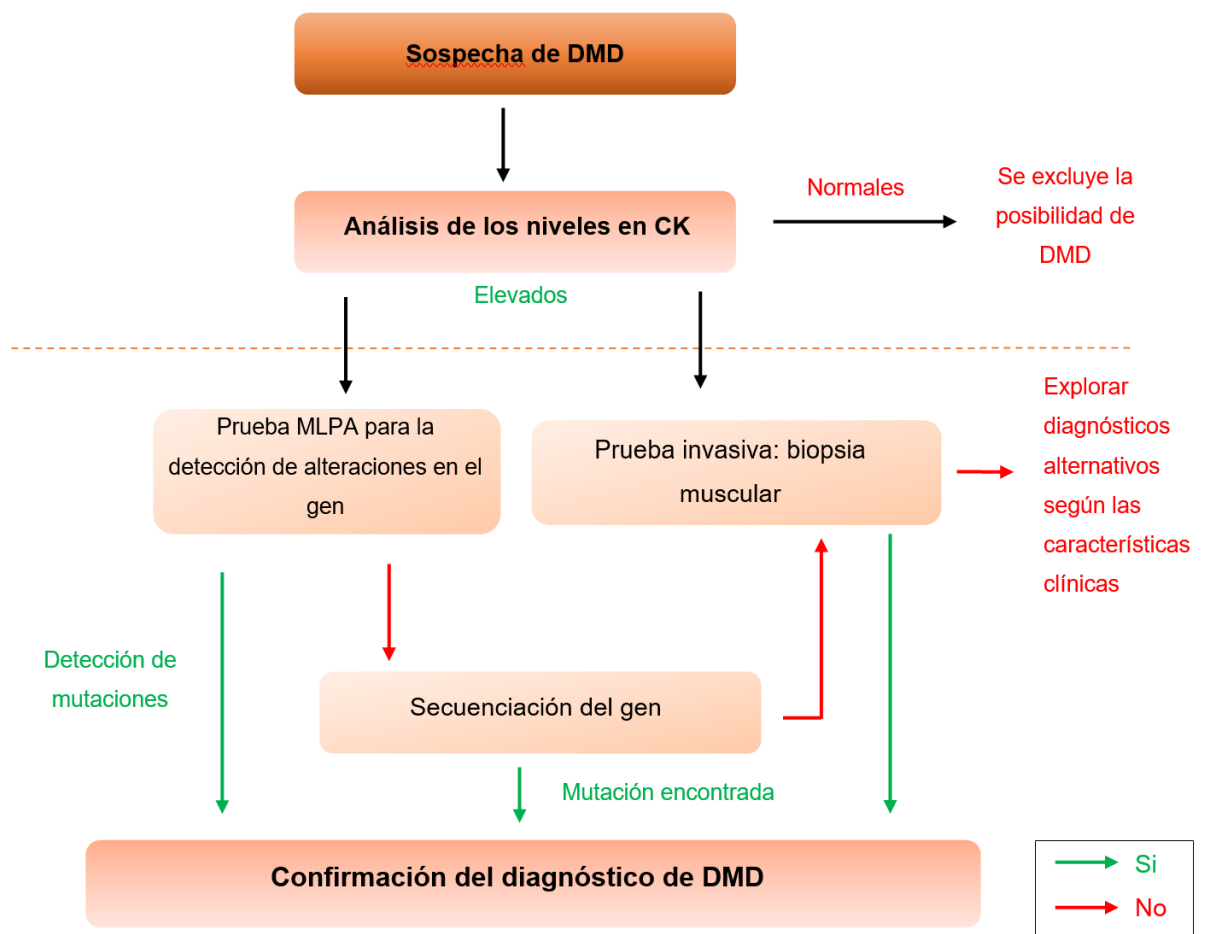 Sospecha de DMD
Análisis de los niveles en CK
Normales
Se excluye la
posibilidad de
DMD
Elevados
Prueba MLPA para la
detección de alteraciones en el
gen
Prueba invasiva: biopsia
muscular
Explorar
diagnósticos
alternativos
según las
características
clínicas
Detección de
mutaciones
Secuenciación del gen
Mutación encontrada
Confirmación del diagnóstico de DMD
Si
No